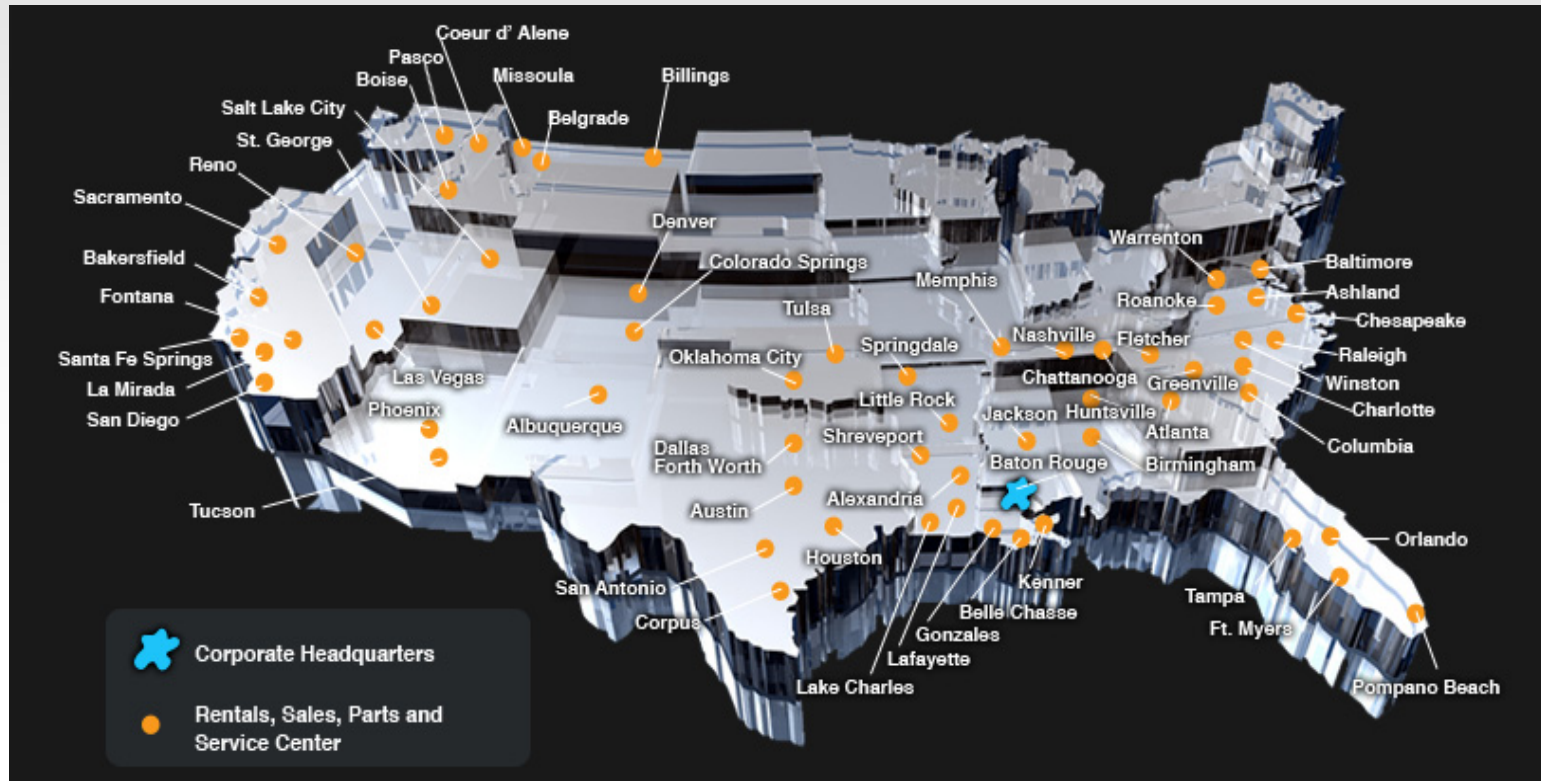 Coeur d' Alene
Pasco
Boise
Missoula
Billings
Salt Lake City
Belgrade
St. George
Reno
Sacramento
Denver
Warrenton
Bakersfield
Colorado Springs
Baltimore
Memphis
Fontana
Ashland
Roanoke
Tulsa
Chesapeake
Nashville
Fletcher
Springdale
Santa Fe Springs
Oklahoma City
Raleigh
Las Vegas
Chattanooga
La Mirada
Greenville
Winston
Little Rock
Phoenix
Jackson
Huntsville
Charlotte
San Diego
Albuquerque
Atlanta
Shreveport
Dallas
Forth Worth
Columbia
Baton Rouge
Birmingham
Alexandria
Tucson
Austin
Orlando
Houston
Kenner
San Antonio
Tampa
Belle Chasse
Corpus
Ft. Myers
Gonzales
Lafayette
Lake Charles
Pompano Beach
Corporate Headquarters
Rentals, Sales, Parts and
Service Center